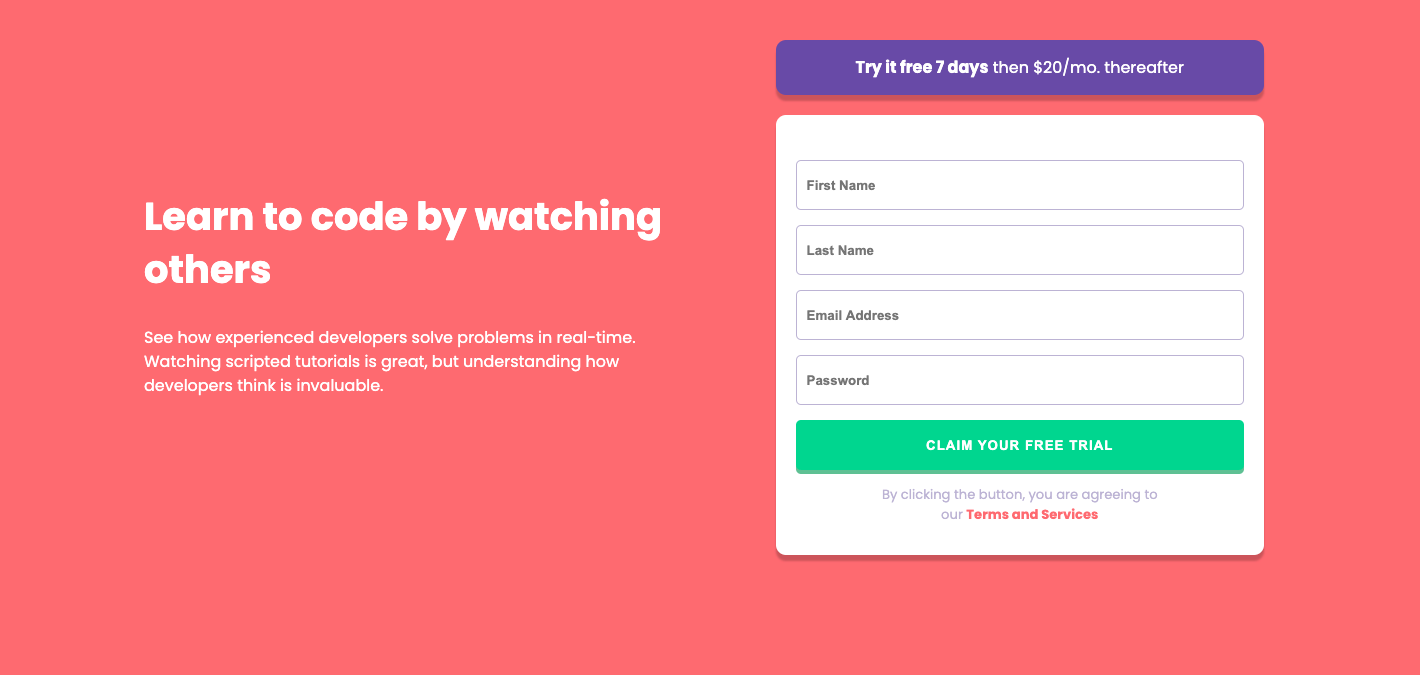 Learn to code by watching
others
See how experienced developers solve problems in real-time.
Watching scripted tutorials is great, but understanding how
developers think is invaluable.
Try it free 7 days then $20/mo. thereafter
First Name
Last Name
Email Address
Password
CLAIM YOUR FREE TRIAL
By clicking the button, you are agreeing to
our Terms and Services